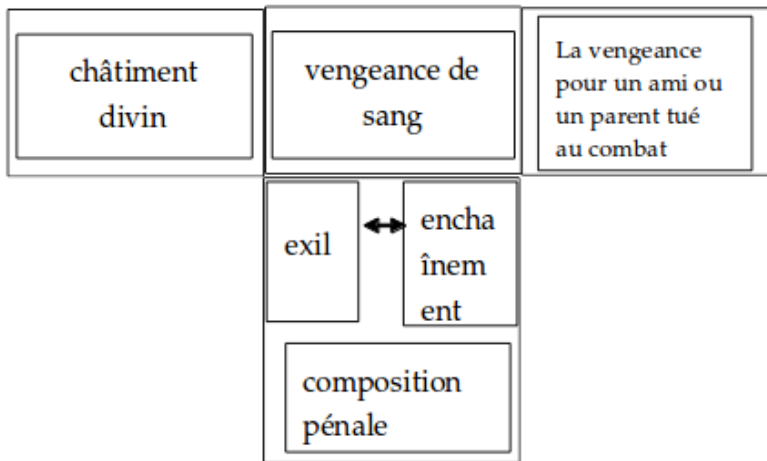 châtiment
divin
vengeance de
sang
La vengeance
pour un ami ou
un parent tué
au combat
exil
encha
înem
ent
composition
pénale